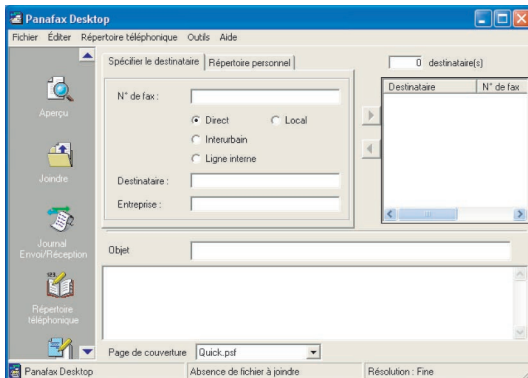 Panafax Desktop
Fichier Éditer Répertoire téléphonique Outils Aide
Aperçu
Joindre
Journal
Envoi/Réception
Répertoire
téléphonique
Spécifier le destinataire Répertoire personnel
N° de fax :
Direct Local
Interurbain
Ligne interne
Destinataire :
Entreprise :
0 destinataire(s)
Destinataire N° de fax
Objet
Page de couverture Quick.psf
Panafax Desktop Absence de fichier à joindre Résolution : Fine